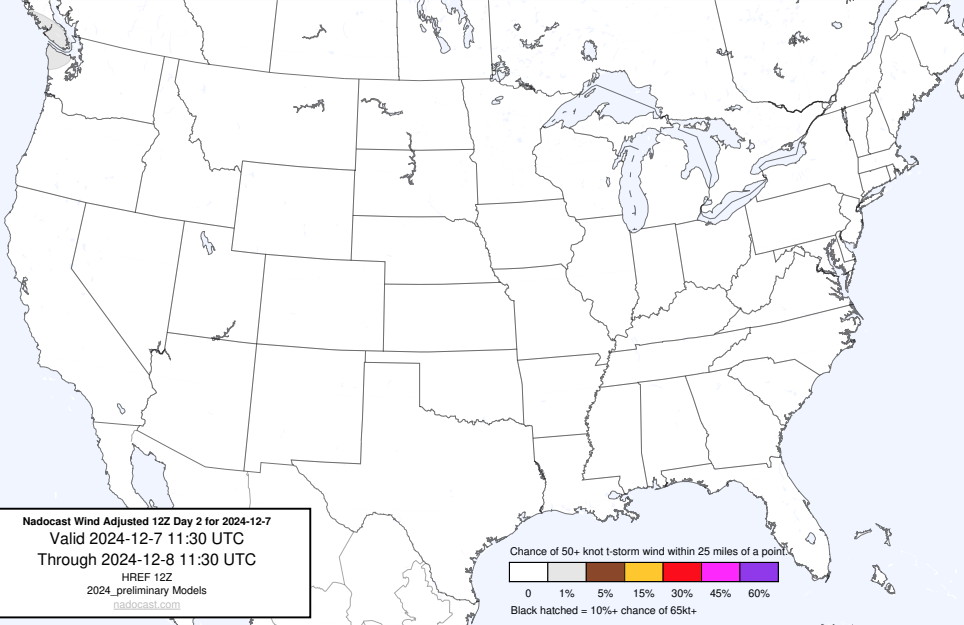 Nadocast Wind Adjusted 12Z Day 2 for 2024-12-7
Valid 2024-12-7 11:30 UTC
Through 2024-12-8 11:30 UTC
HREF 12Z
2024_preliminary Models
nadocast.com
Chance of 50+ knot t-storm wind within 25 miles of a point.
0 1% 5% 15% 30% 45% 60%
Black hatched = 10%+ chance of 65kt+